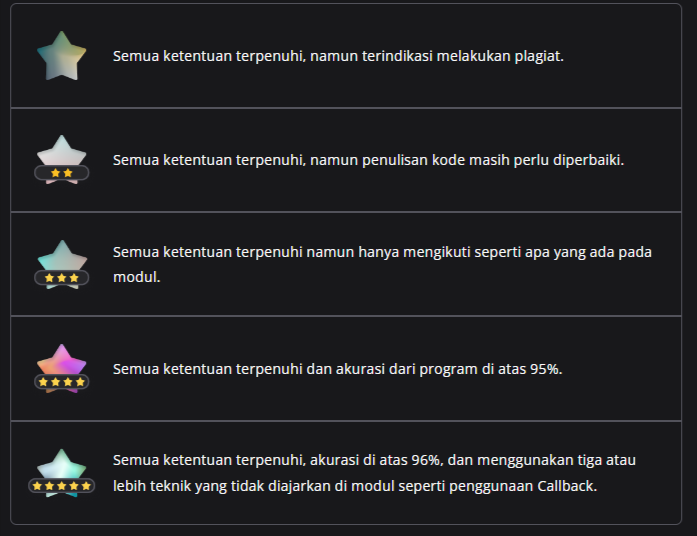 Semua ketentuan terpenuhi, namun terindikasi melakukan plagiat.
Semua ketentuan terpenuhi, namun penulisan kode masih perlu diperbaiki.
Semua ketentuan terpenuhi namun hanya mengikuti seperti apa yang ada pada
modul.
Semua ketentuan terpenuhi dan akurasi dari program di atas 95%.
Semua ketentuan terpenuhi, akurasi di atas 96%, dan menggunakan tiga atau
lebih teknik yang tidak diajarkan di modul seperti penggunaan Callback.